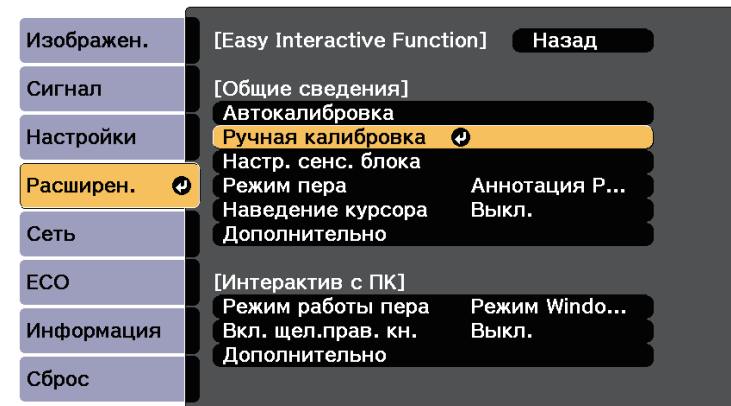 Изображен.
Сигнал
Настройки
Расширен.
Сеть
ECO
Информация
Сброс
[Easy Interactive Function] Назад
[Общие сведения]
Автокалибровка
Ручная калибровка
Настр. сенс. блока
Режим пера Аннотация P...
Наведение курсора Выкл.
Дополнительно
[Интерактив с ПК]
Режим работы пера Режим Windo...
Вкл. щел.прав. кн. Выкл.
Дополнительно